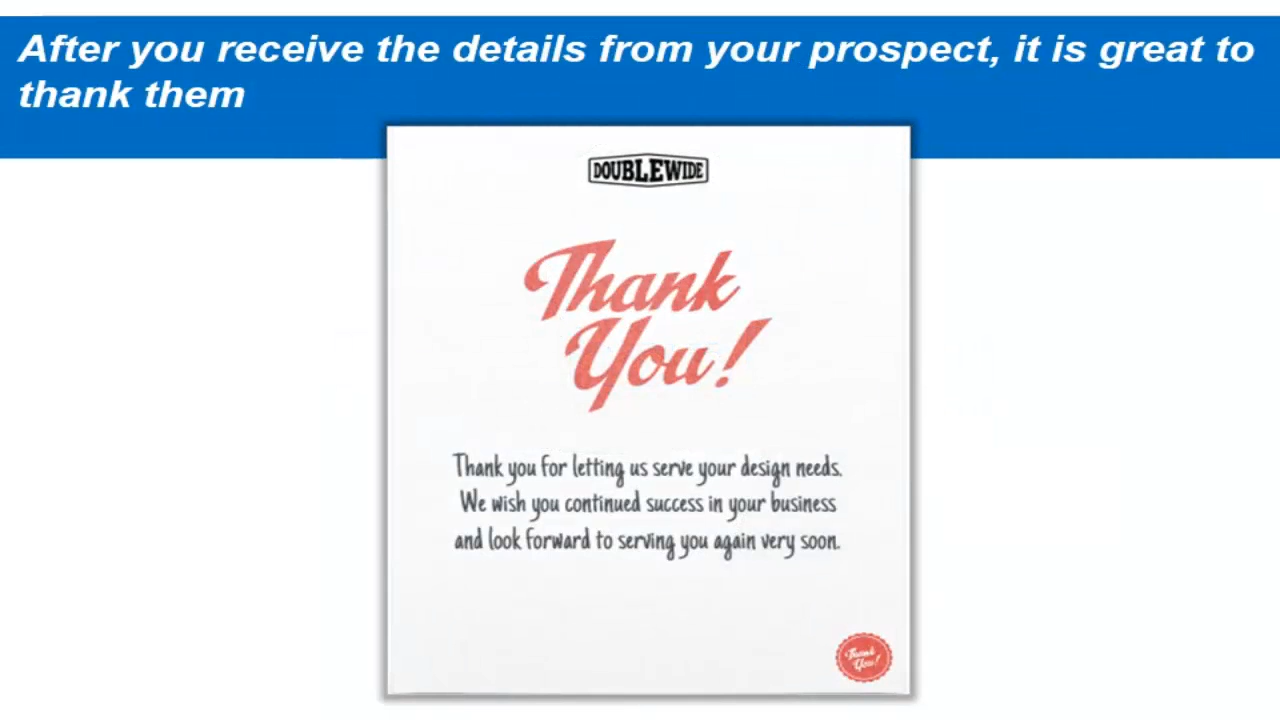 After you receive the details from your prospect, it is great to
thank them
DOUBLEWIDE
Thank
You!
Thank you for letting us serve your design needs.
We wish you continued success in your business
and look forward to serving you again very soon.
Thank
You!